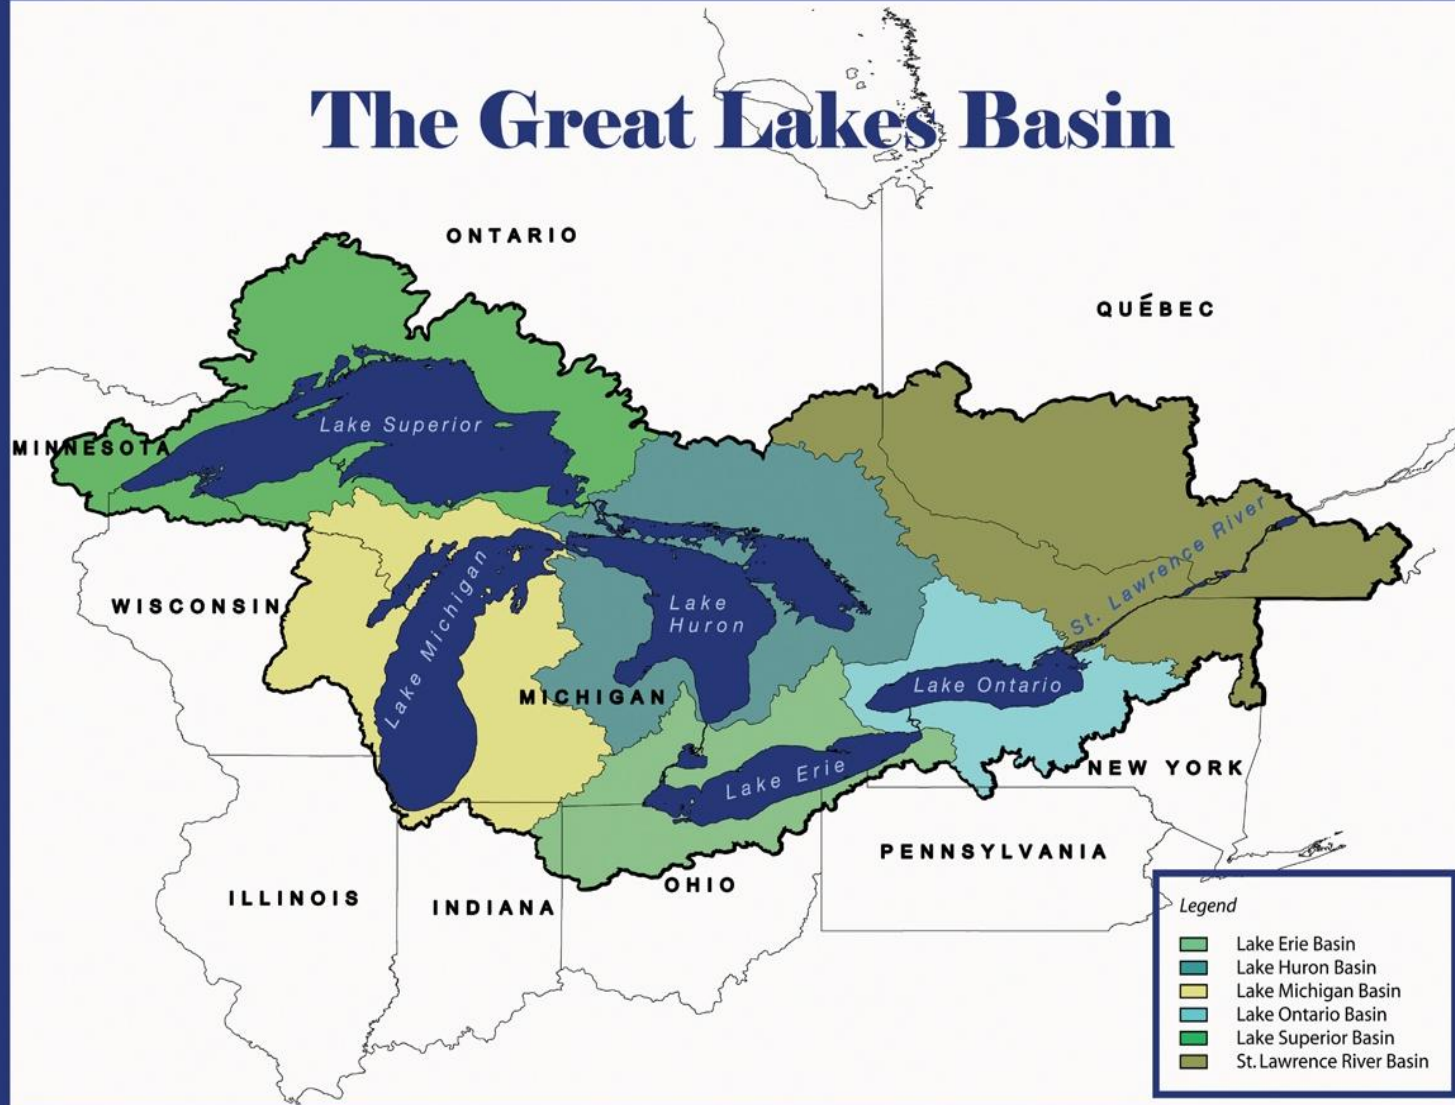 The Great Lakes Basin
ONTARIO
QUÉBEC
Lake Superior
MINNESOTA
St. Lawrence River
WISCONSIN
Lake Michigan
Lake
Huron
MICHIGAN
Lake Ontario
Lake Erie
NEW YORK
PENNSYLVANIA
OHIO
ILLINOIS
INDIANA
Legend
Lake Erie Basin
Lake Huron Basin
Lake Michigan Basin
Lake Ontario Basin
Lake Superior Basin
St. Lawrence River Basin